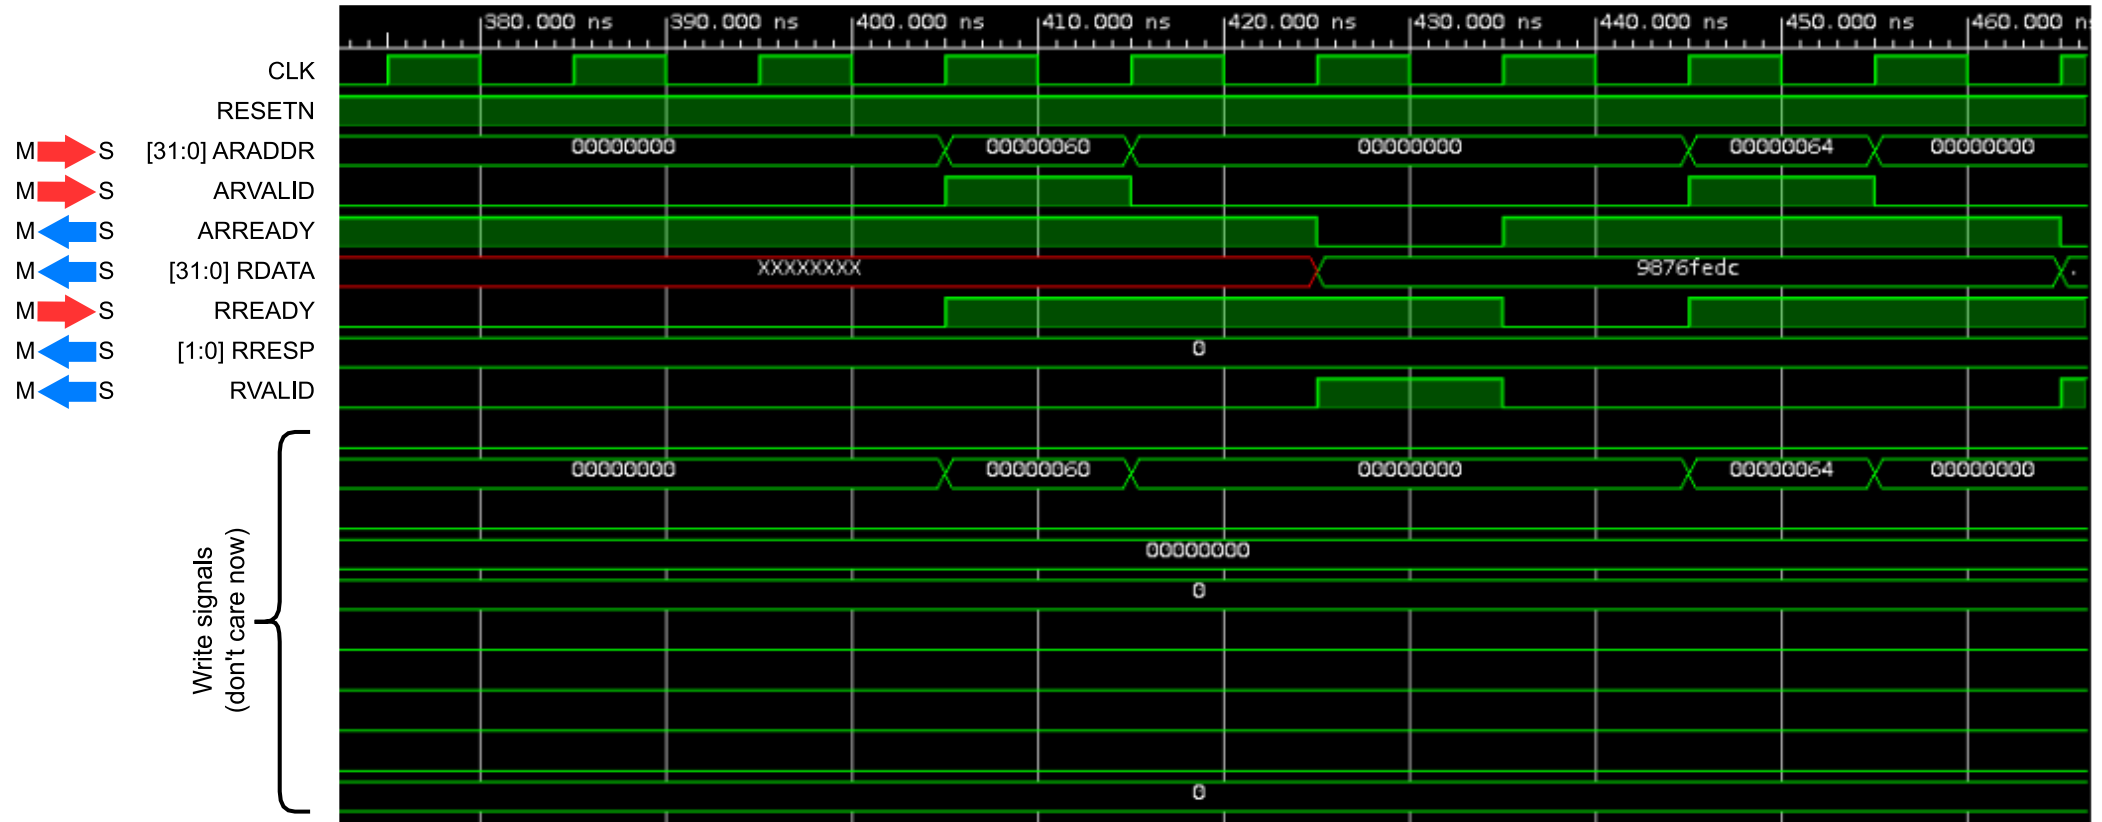 380.000 ns 390.000 ns 400.000 ns 410.000 ns 420.000 ns 430.000 ns 440.000 ns 450.000 ns 460.000 ns
CLK
RESETN
M S [31:0] ARADDR 00000000 00000060 00000000 00000064 00000000
M S ARVALID
M S ARREADY
M S [31:0] RDATA XXXXXXXX 9876fedc .
M S RREADY
M S [1:0] RRESP 0
M S RVALID
00000000 00000060 00000000 00000064 00000000
00000000
0
Write signals
(don't care now)
0